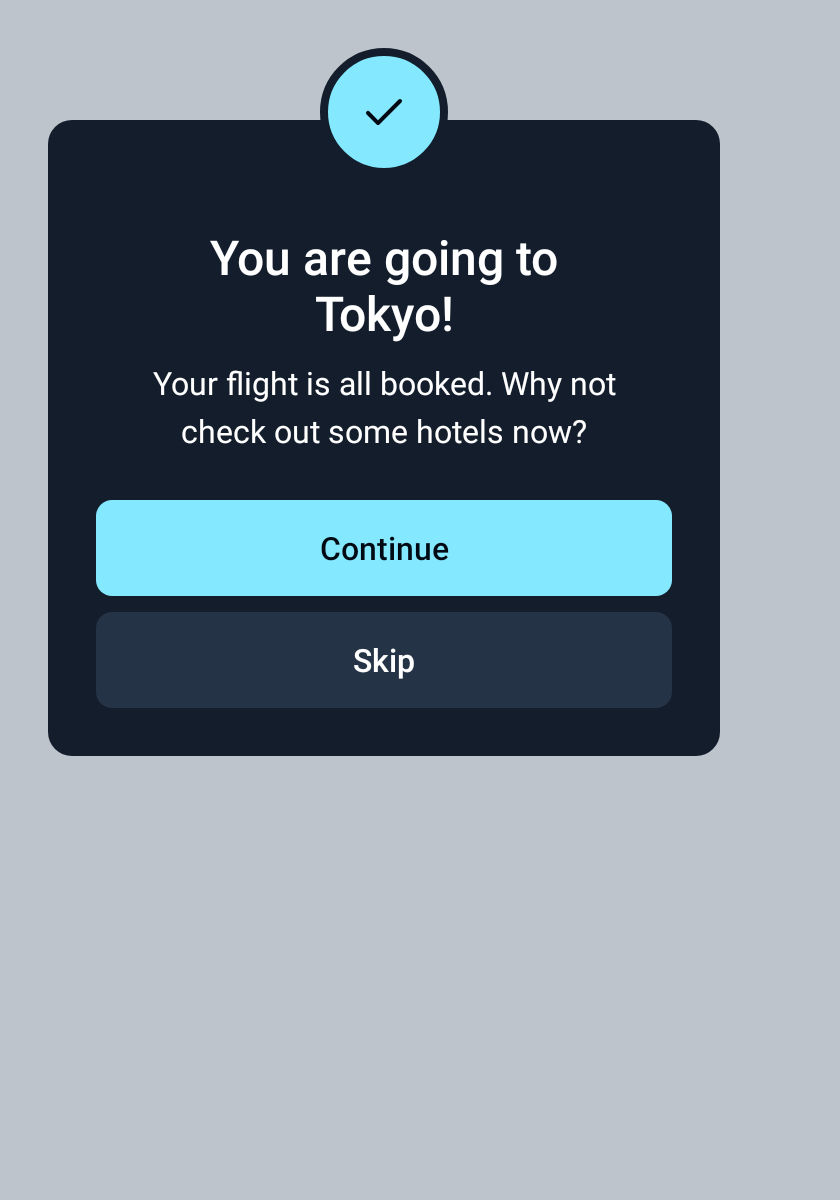 You are going to
Tokyo!
Your flight is all booked. Why not
check out some hotels now?
Continue
Skip